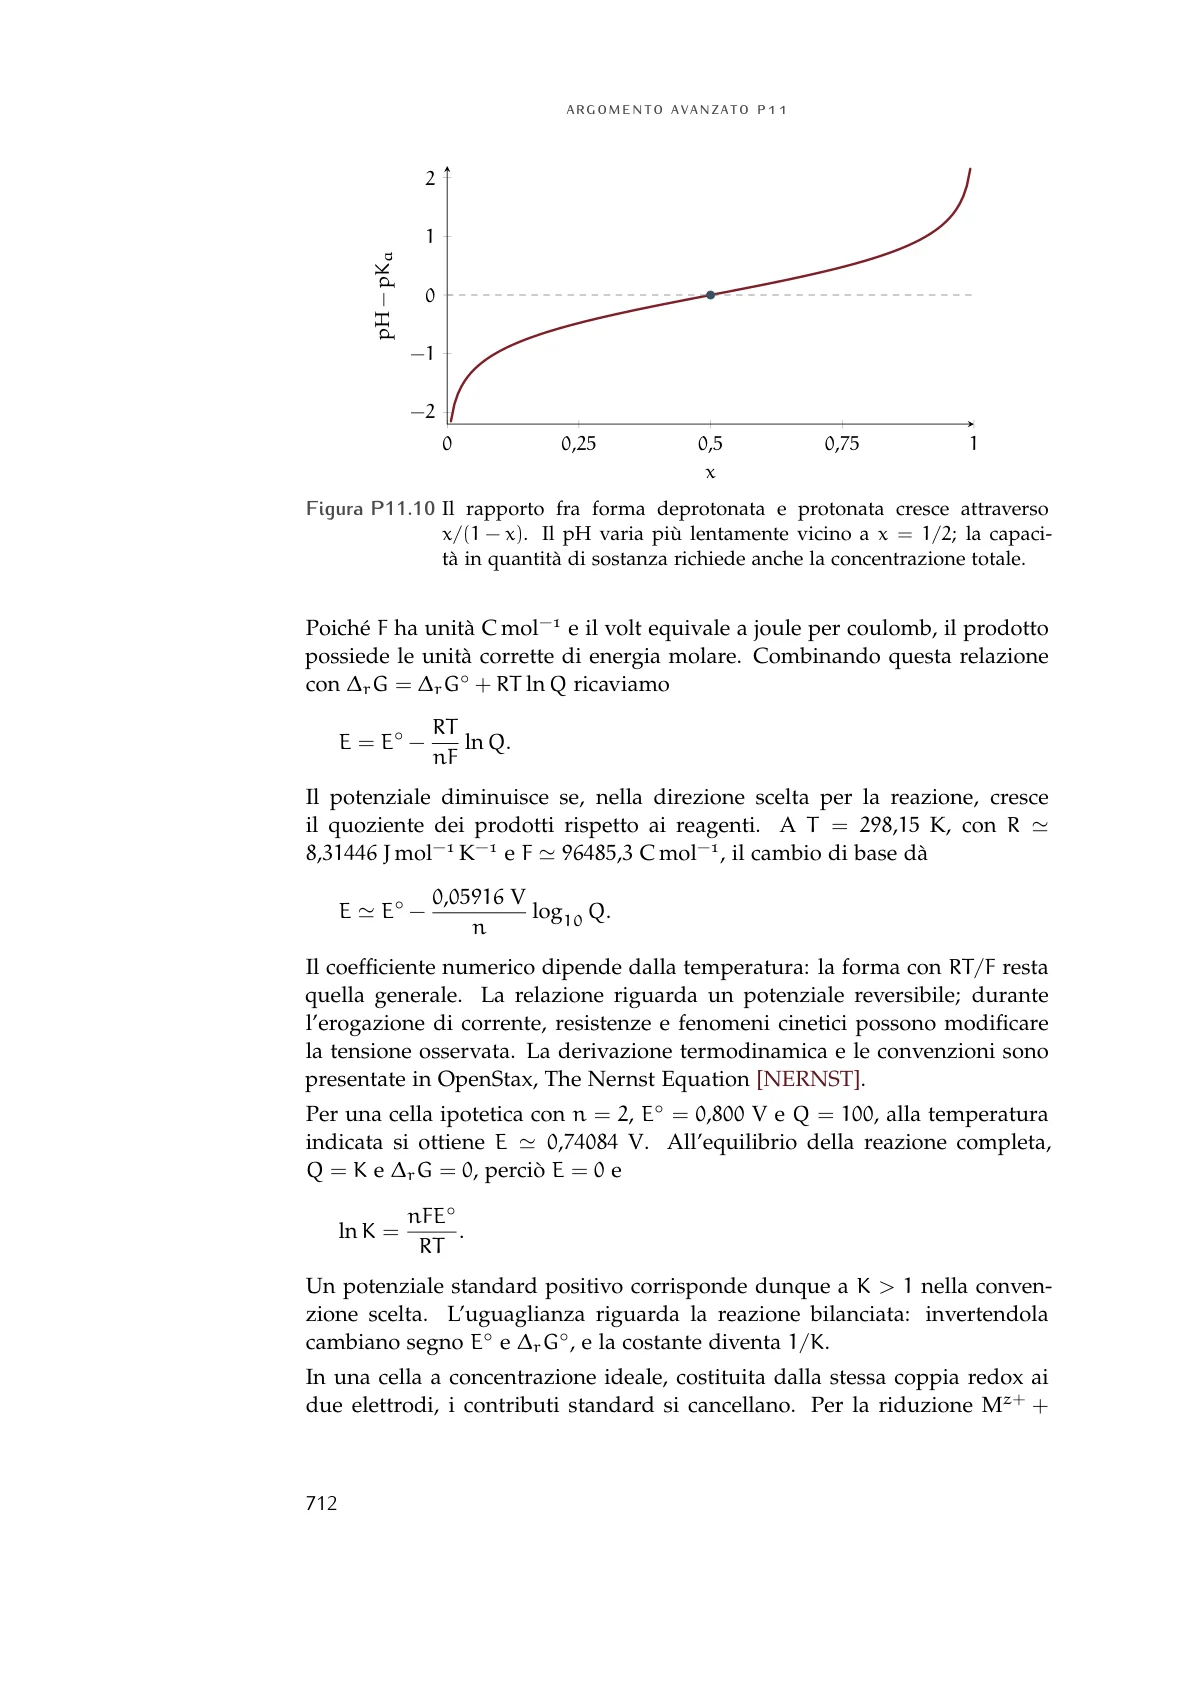 ARGOMENTO AVANZATO P11
2
1
0
−1
−2
pH − pKa
0 0,25 0,5 0,75 1
x
Figura P11.10 Il rapporto fra forma deprotonata e protonata cresce attraverso
x/(1 − x). Il pH varia più lentamente vicino a x = 1/2; la capaci-
tà in quantità di sostanza richiede anche la concentrazione totale.
Poiché F ha unità C mol⁻¹ e il volt equivale a joule per coulomb, il prodotto
possiede le unità corrette di energia molare. Combinando questa relazione
con ΔᵣG = ΔᵣG° + RT ln Q ricaviamo
E = E° − RT/nF ln Q.
Il potenziale diminuisce se, nella direzione scelta per la reazione, cresce
il quoziente dei prodotti rispetto ai reagenti. A T = 298,15 K, con R ≃
8,31446 J mol⁻¹ K⁻¹ e F ≃ 96485,3 C mol⁻¹, il cambio di base dà
E ≃ E° − 0,05916 V/n log₁₀ Q.
Il coefficiente numerico dipende dalla temperatura: la forma con RT/F resta
quella generale. La relazione riguarda un potenziale reversibile; durante
l'erogazione di corrente, resistenze e fenomeni cinetici possono modificare
la tensione osservata. La derivazione termodinamica e le convenzioni sono
presentate in OpenStax, The Nernst Equation [NERNST].
Per una cella ipotetica con n = 2, E° = 0,800 V e Q = 100, alla temperatura
indicata si ottiene E ≃ 0,74084 V. All'equilibrio della reazione completa,
Q = K e ΔᵣG = 0, perciò E = 0 e
ln K = nFE°/RT.
Un potenziale standard positivo corrisponde dunque a K > 1 nella conven-
zione scelta. L'uguaglianza riguarda la reazione bilanciata: invertendola
cambiano segno E° e ΔᵣG°, e la costante diventa 1/K.
In una cella a concentrazione ideale, costituita dalla stessa coppia redox ai
due elettrodi, i contributi standard si cancellano. Per la riduzione Mᶻ⁺ +
712